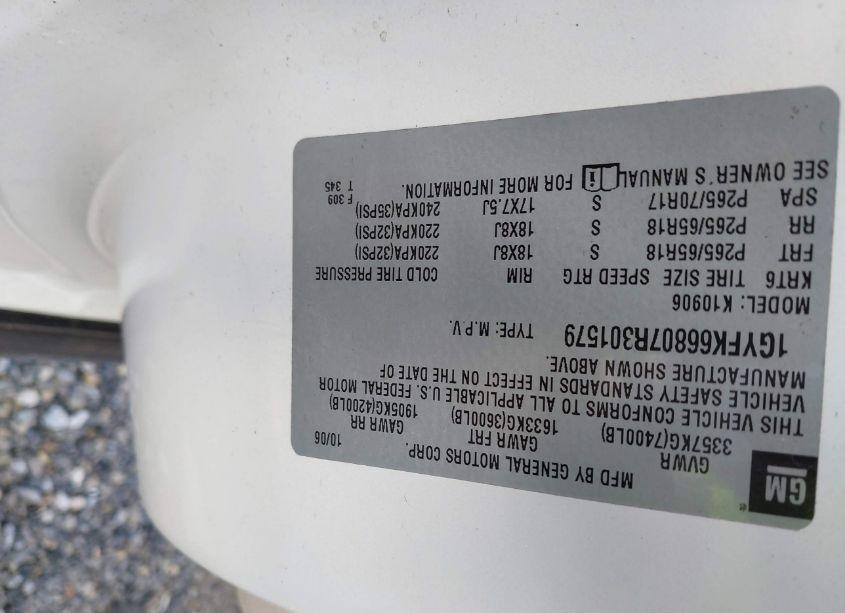 GM
MFD BY GENERAL MOTORS CORP.
10/06
GVWR GAWR FRT GAWR RR
3357KG(7400LB) 1633KG(3600LB) 1905KG(4200LB)
THIS VEHICLE CONFORMS TO ALL APPLICABLE U.S. FEDERAL MOTOR
VEHICLE SAFETY STANDARDS IN EFFECT ON THE DATE OF
MANUFACTURE SHOWN ABOVE.
1GYFK66807R301579 TYPE: M.P.V.
MODEL: K10906
KRT6 TIRE SIZE SPEED RTG RIM COLD TIRE PRESSURE
FRT P265/65R18 S 18X8J 220KPA(32PSI)
RR P265/65R18 S 18X8J 220KPA(32PSI)
SPA P265/70R17 S 17X7.5J 240KPA(35PSI)
SEE OWNER'S MANUAL i FOR MORE INFORMATION.
F 309
T 345